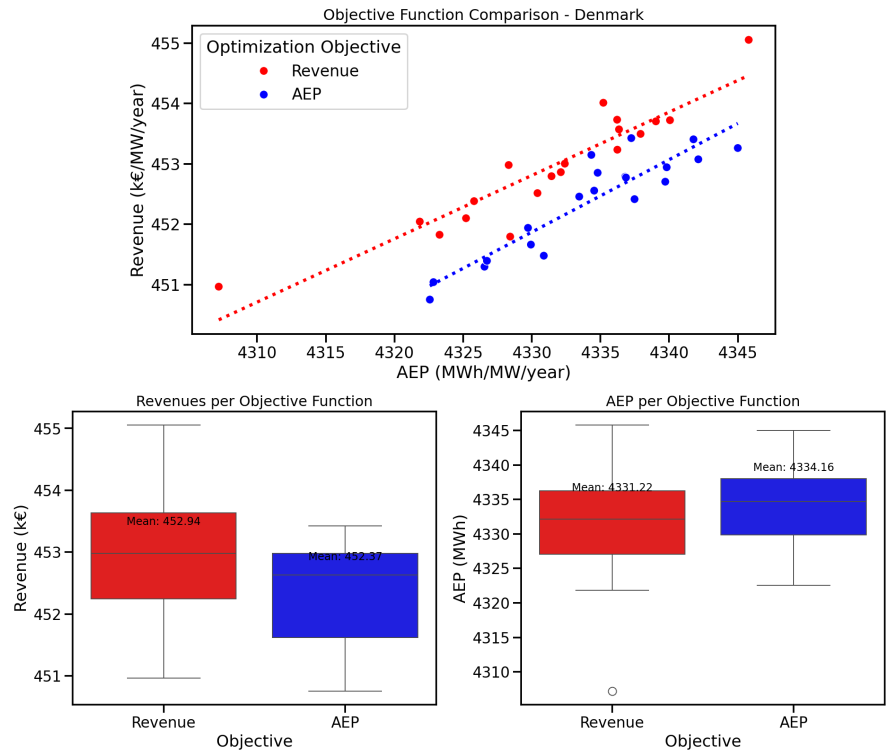 Objective Function Comparison - Denmark
Revenue (k€/MW/year)
455
454
453
452
451
Optimization Objective
Revenue
AEP
4310 4315 4320 4325 4330 4335 4340 4345
AEP (MWh/MW/year)
Revenues per Objective Function
Revenue (k€)
455
454
453
452
451
Mean: 452.94
Mean: 452.37
Revenue AEP
Objective
AEP per Objective Function
AEP (MWh)
4345
4340
4335
4330
4325
4320
4315
4310
Mean: 4331.22
Mean: 4334.16
Revenue AEP
Objective